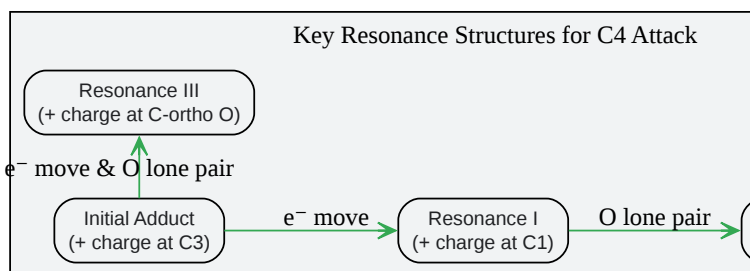 Key Resonance Structures for C4 Attack
Resonance III
(+ charge at C-ortho O)
e⁻ move & O lone pair
Initial Adduct
(+ charge at C3)
e⁻ move
Resonance I
(+ charge at C1)
O lone pair